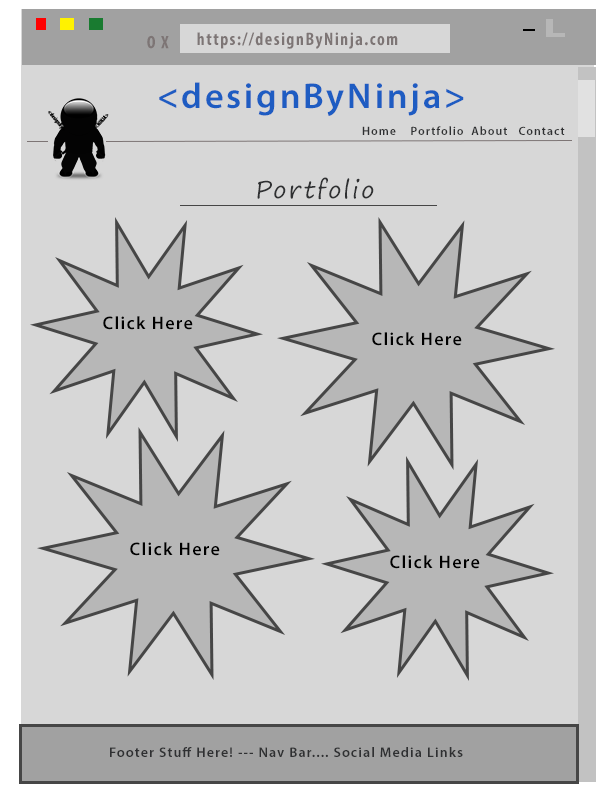 0 X https://designByNinja.com
<designByNinja>
Home Portfolio About Contact
Portfolio
Click Here
Click Here
Click Here
Click Here
Footer Stuff Here! --- Nav Bar.... Social Media Links